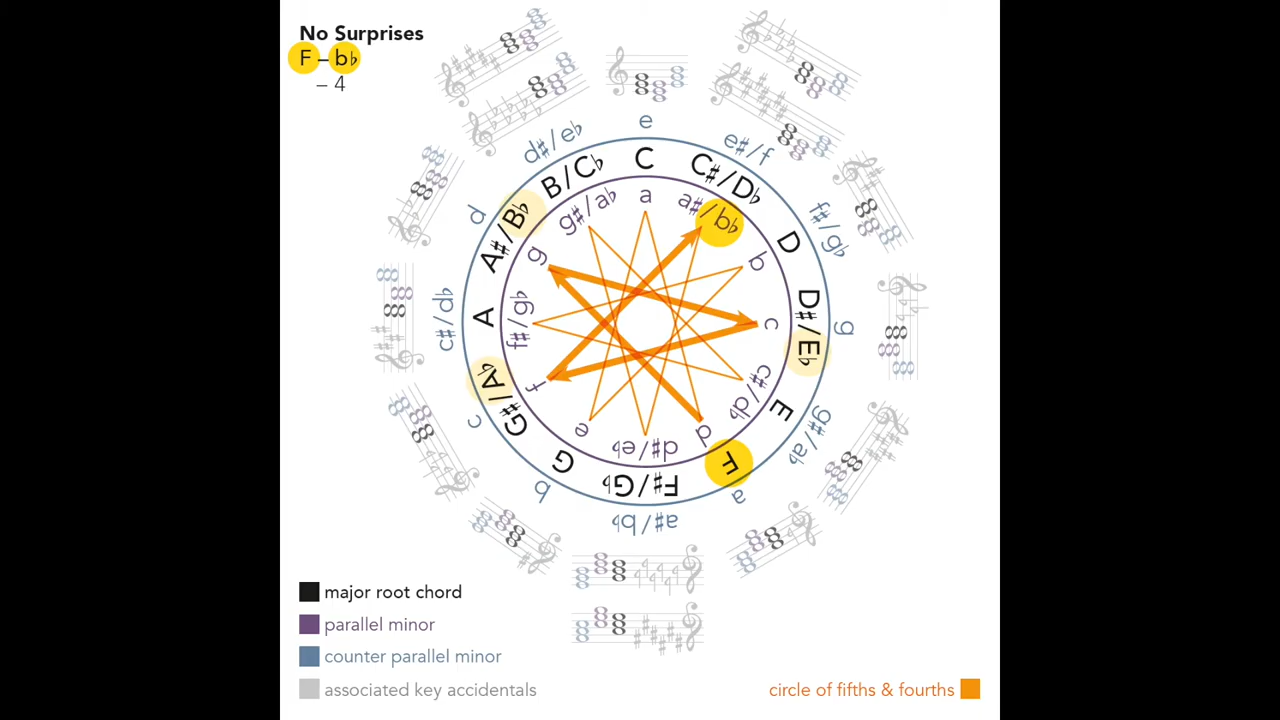 No Surprises
F – b♭
– 4
e
d♯/e♭
e♯/f
C
B/C♭
C♯/D♭
a
g♯/a♭
a♯/b♭
d
f♯/g♭
A♯/B♭
D
g
b
c♯/d♭
A
f♯/g♭
c
D♯/E♭
g
f
c♯/d♭
G♯/A♭
E
c
g♯/a♭
e
d♯/e♭
d
G
F♯/G♭
F
b
a♯/b♭
a
major root chord
parallel minor
counter parallel minor
associated key accidentals
circle of fifths & fourths